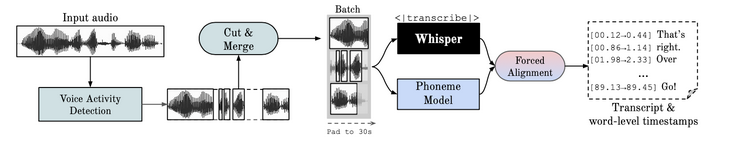 Input audio
Voice Activity
Detection
Cut &
Merge
Batch
Pad to 30s
<|transcribe|>
Whisper
Phoneme
Model
Forced
Alignment
[00.12→0.44] That's
[00.86→1.14] right.
[01.98→2.33] Over
...
[89.13→89.45] Go!
Transcript &
word-level timestamps